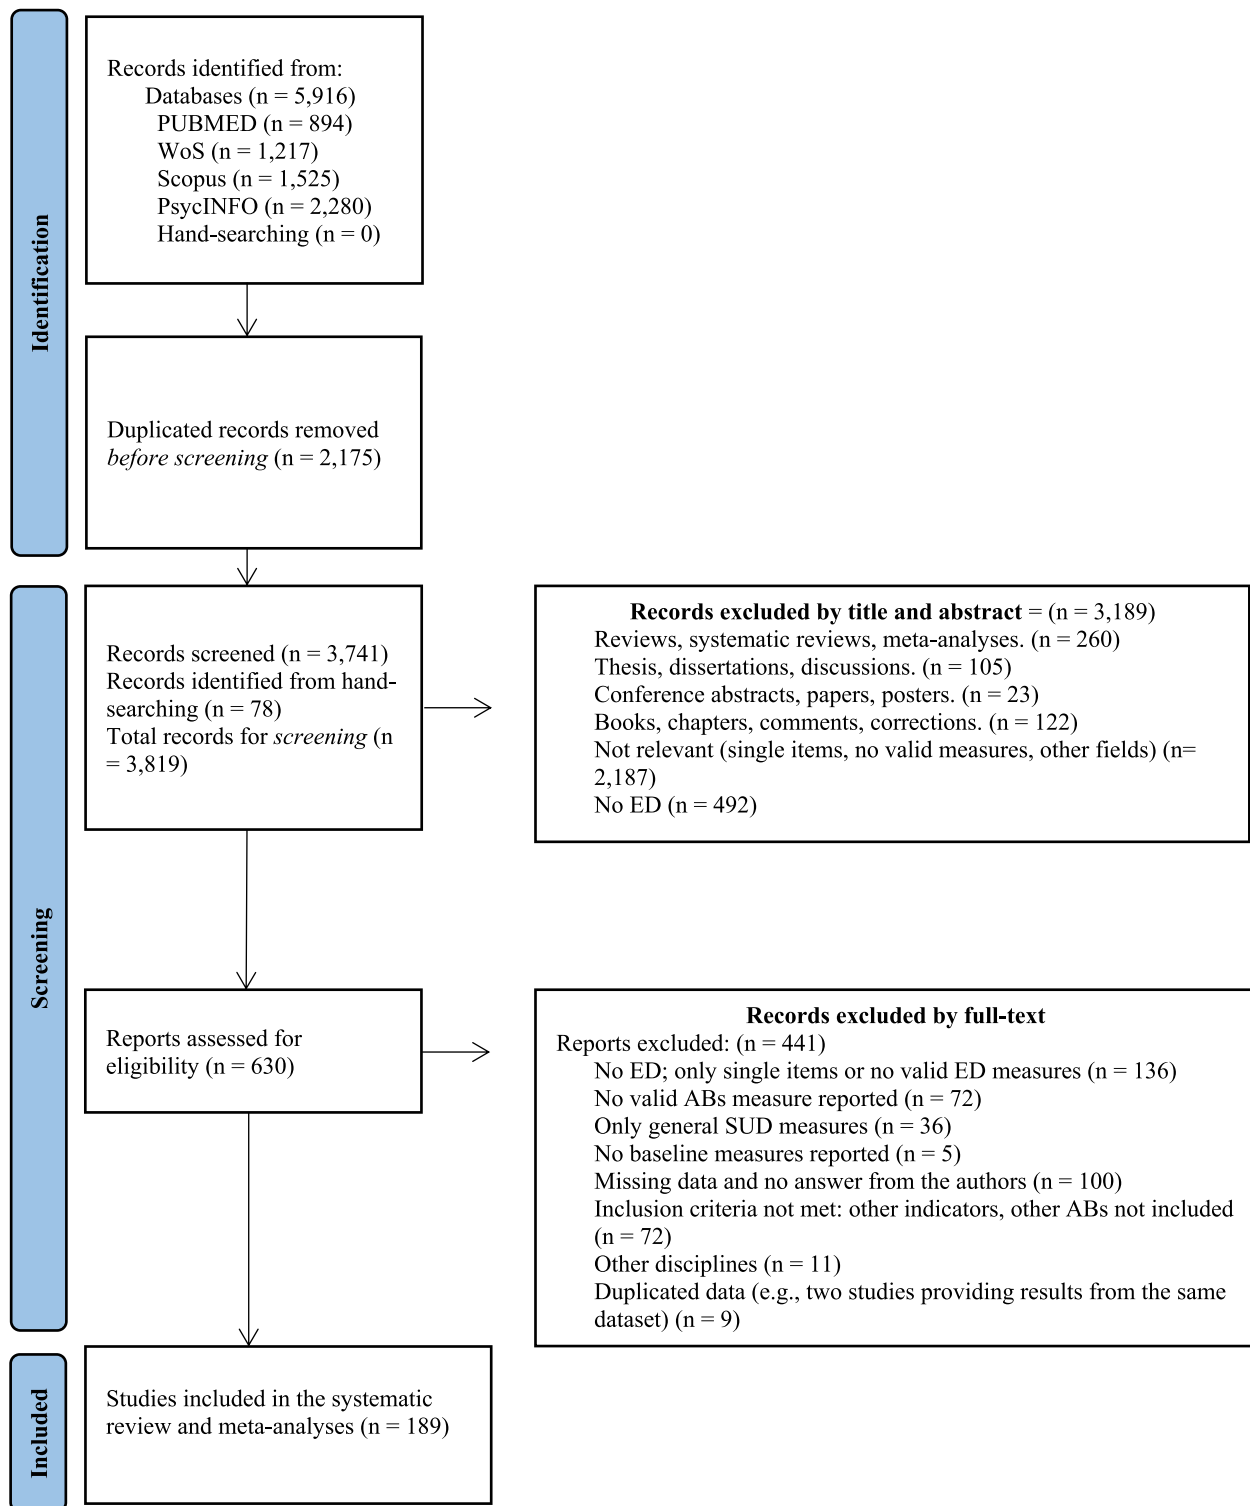 Identification
Records identified from:
Databases (n = 5,916)
PUBMED (n = 894)
WoS (n = 1,217)
Scopus (n = 1,525)
PsycINFO (n = 2,280)
Hand-searching (n = 0)
Duplicated records removed
before screening (n = 2,175)
Screening
Records screened (n = 3,741)
Records identified from hand-
searching (n = 78)
Total records for screening (n
= 3,819)
Records excluded by title and abstract = (n = 3,189)
Reviews, systematic reviews, meta-analyses. (n = 260)
Thesis, dissertations, discussions. (n = 105)
Conference abstracts, papers, posters. (n = 23)
Books, chapters, comments, corrections. (n = 122)
Not relevant (single items, no valid measures, other fields) (n=
2,187)
No ED (n = 492)
Reports assessed for
eligibility (n = 630)
Records excluded by full-text
Reports excluded: (n = 441)
No ED; only single items or no valid ED measures (n = 136)
No valid ABs measure reported (n = 72)
Only general SUD measures (n = 36)
No baseline measures reported (n = 5)
Missing data and no answer from the authors (n = 100)
Inclusion criteria not met: other indicators, other ABs not included
(n = 72)
Other disciplines (n = 11)
Duplicated data (e.g., two studies providing results from the same
dataset) (n = 9)
Included
Studies included in the systematic
review and meta-analyses (n = 189)